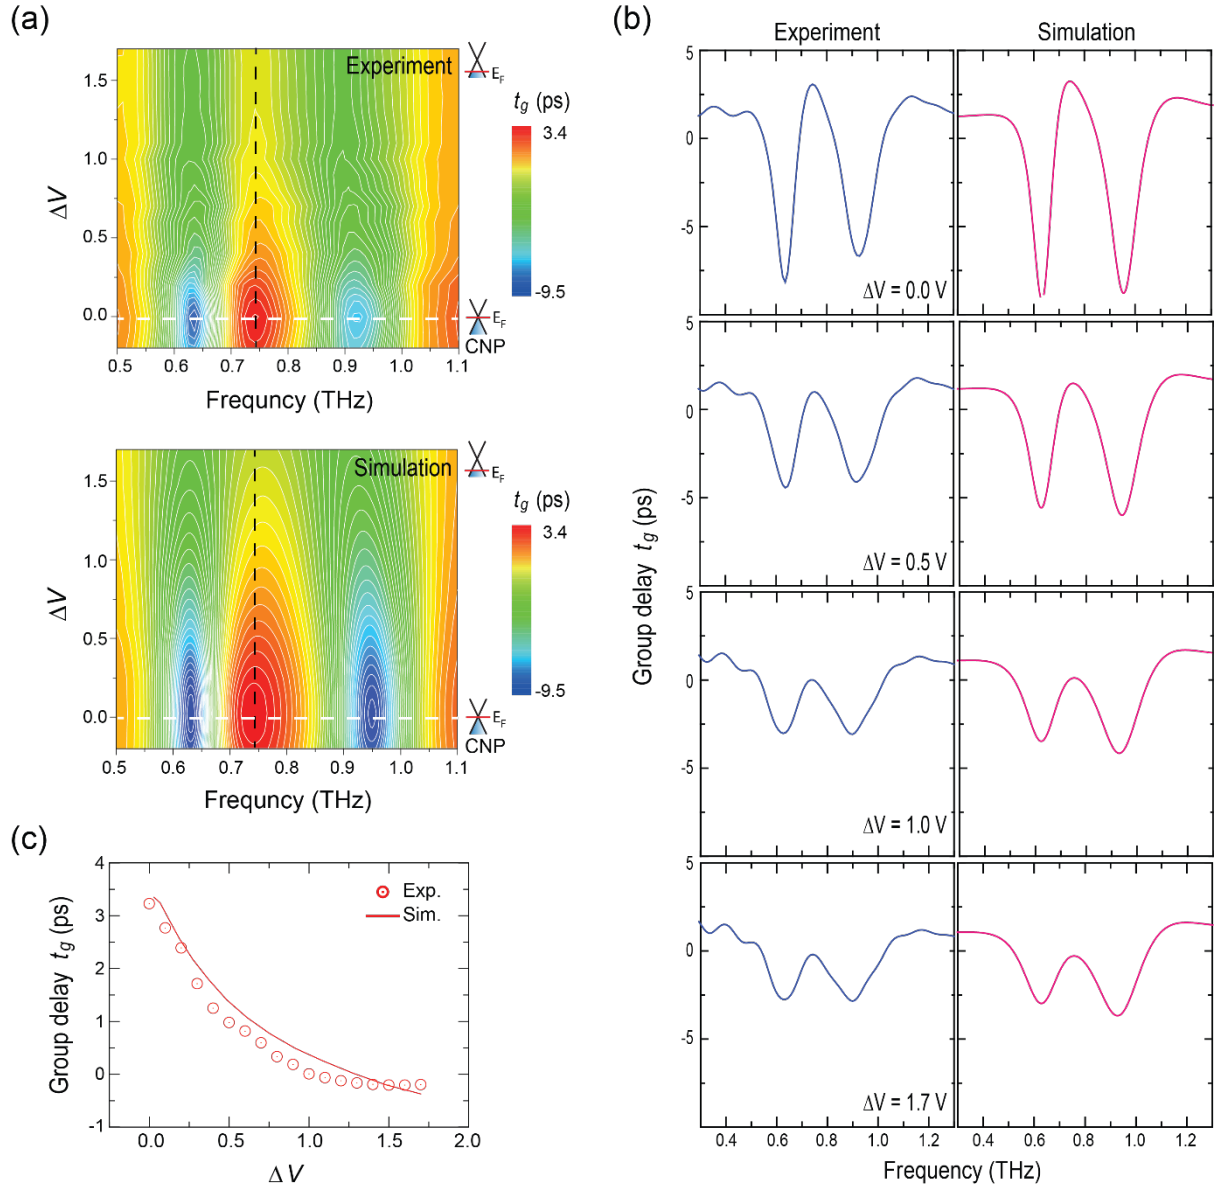 (a)
Experiment
E_F
t_g (ps)
3.4
-9.5
E_F
CNP
ΔV
1.5
1.0
0.5
0.0
0.5 0.6 0.7 0.8 0.9 1.0 1.1
Frequncy (THz)
Simulation
E_F
t_g (ps)
3.4
-9.5
E_F
CNP
ΔV
1.5
1.0
0.5
0.0
0.5 0.6 0.7 0.8 0.9 1.0 1.1
Frequncy (THz)
(b)
Experiment Simulation
5
0
-5
ΔV = 0.0 V
5
0
-5
ΔV = 0.5 V
5
0
-5
ΔV = 1.0 V
5
0
-5
ΔV = 1.7 V
Group delay t_g (ps)
0.4 0.6 0.8 1.0 1.2 0.4 0.6 0.8 1.0 1.2
Frequency (THz)
(c)
4
3
2
1
0
-1
Group delay t_g (ps)
Exp.
Sim.
0.0 0.5 1.0 1.5 2.0
ΔV